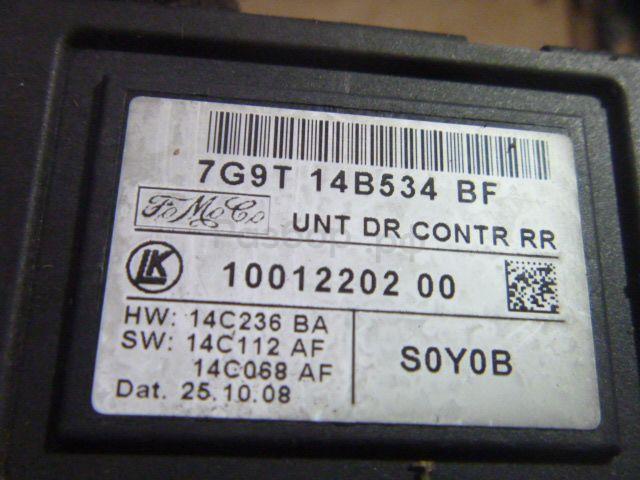 7G9T 14B534 BF
FoMoCo UNT DR CONTR RR
LK 10012202 00
HW: 14C236 BA
SW: 14C112 AF
14C068 AF
Dat. 25.10.08
S0Y0B